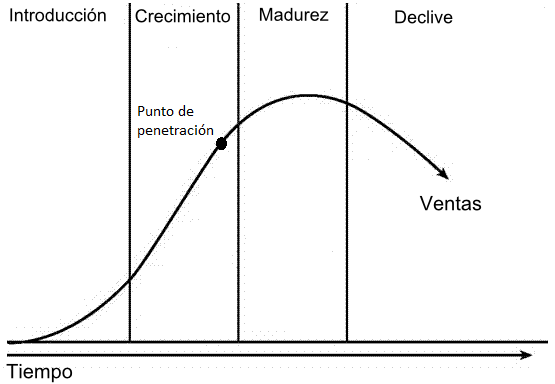 Introducción
Crecimiento
Madurez
Declive
Punto de
penetración
Ventas
Tiempo